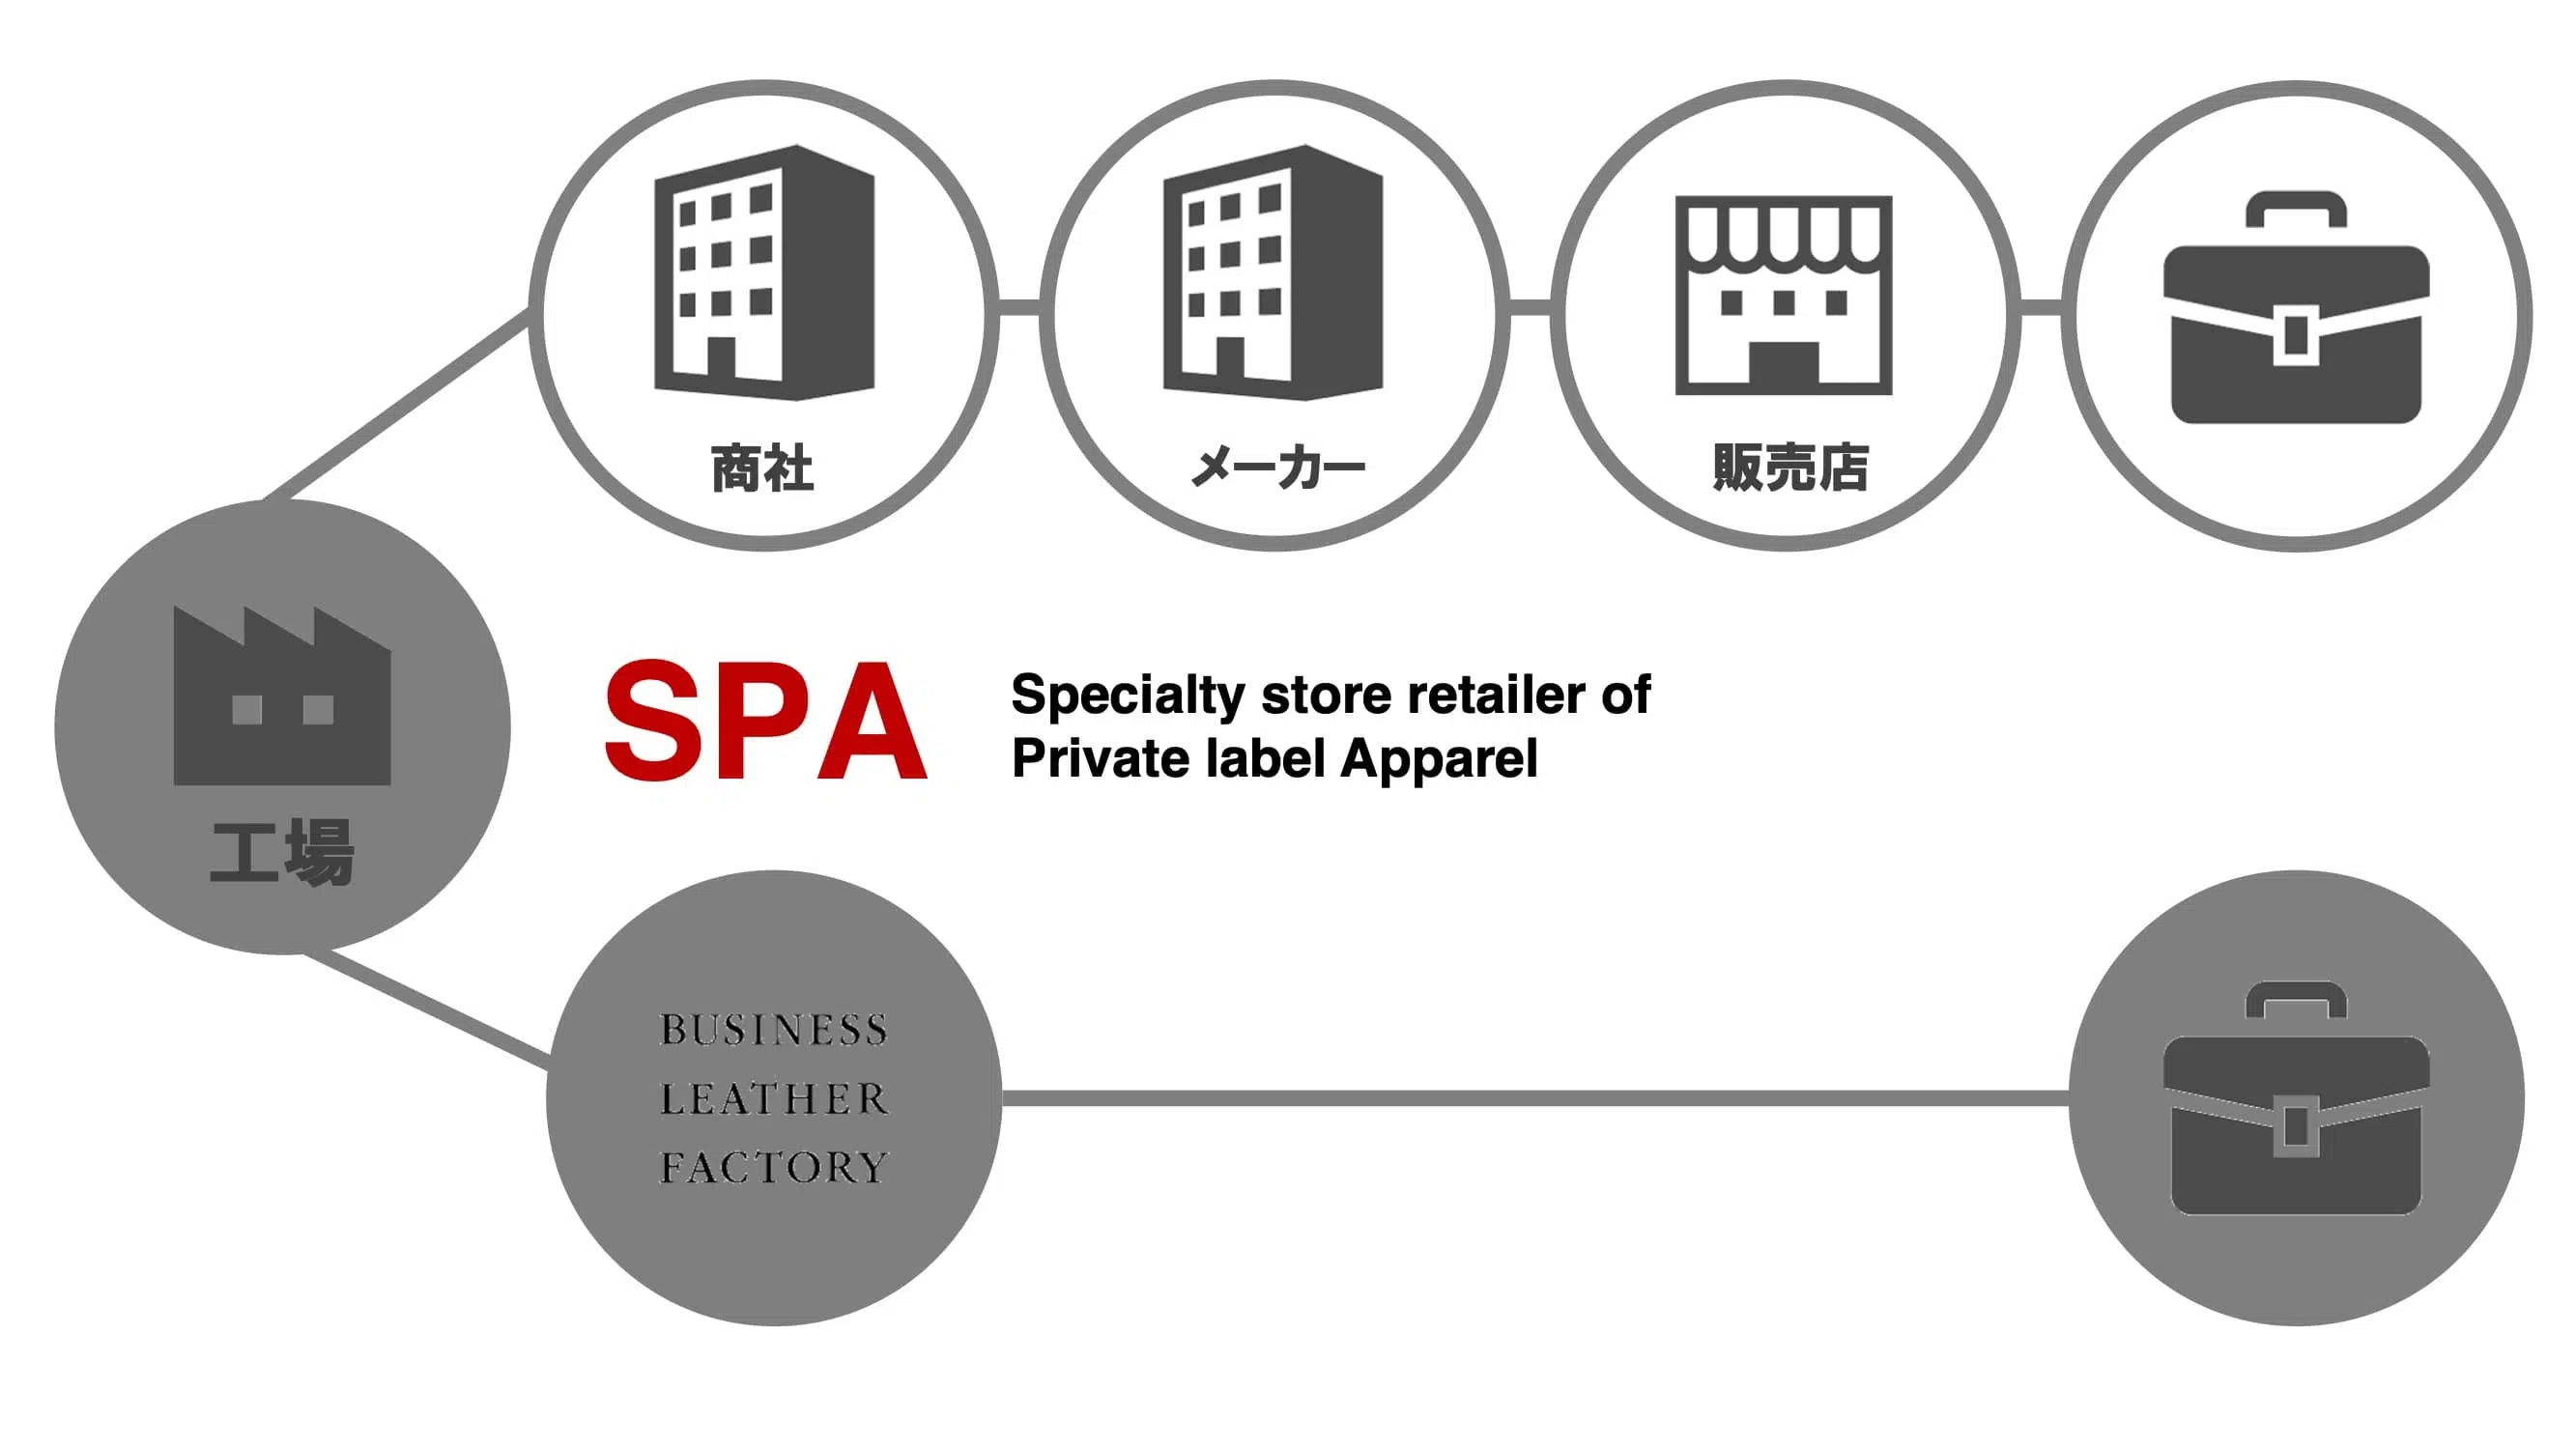 商社
メーカー
販売店
工場
SPA
Specialty store retailer of
Private label Apparel
BUSINESS
LEATHER
FACTORY